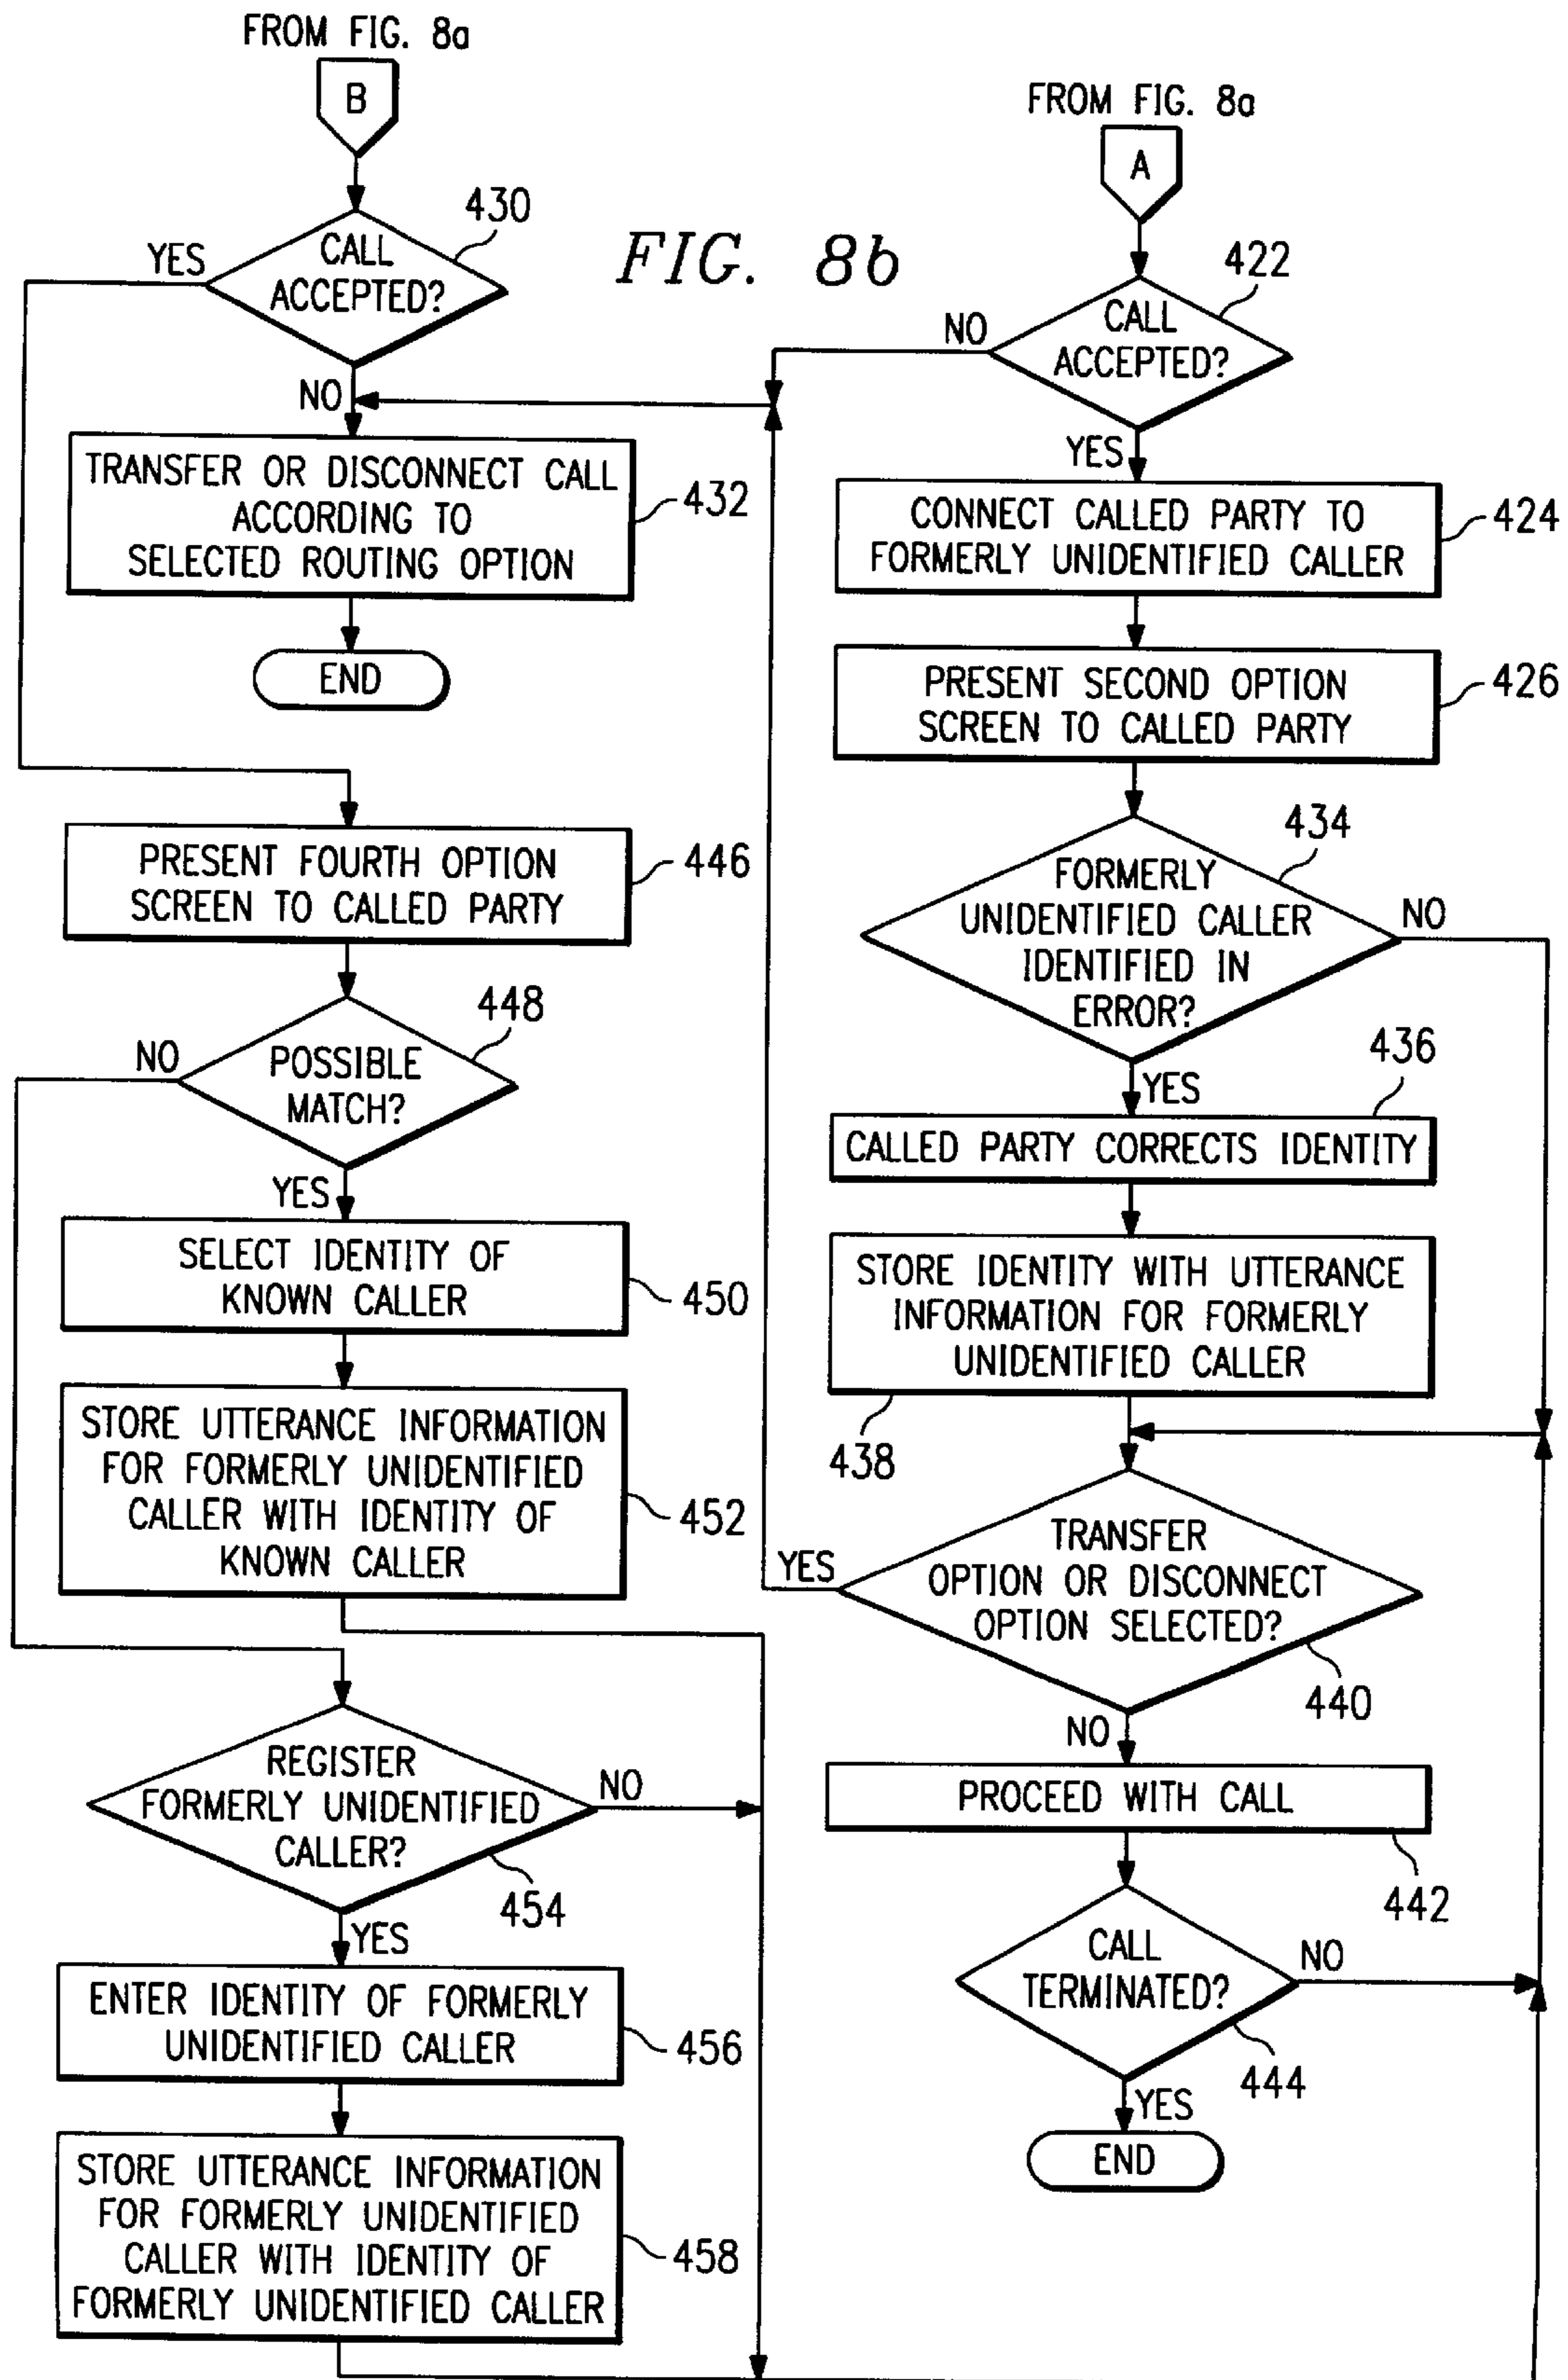 FROM FIG. 8a
B
430
CALL
ACCEPTED?
YES
NO
TRANSFER OR DISCONNECT CALL
ACCORDING TO
SELECTED ROUTING OPTION
432
END
PRESENT FOURTH OPTION
SCREEN TO CALLED PARTY
446
448
POSSIBLE
MATCH?
NO
YES
SELECT IDENTITY OF
KNOWN CALLER
450
STORE UTTERANCE INFORMATION
FOR FORMERLY UNIDENTIFIED
CALLER WITH IDENTITY OF
KNOWN CALLER
452
REGISTER
FORMERLY UNIDENTIFIED
CALLER?
NO
454
YES
ENTER IDENTITY OF FORMERLY
UNIDENTIFIED CALLER
456
STORE UTTERANCE INFORMATION
FOR FORMERLY UNIDENTIFIED
CALLER WITH IDENTITY OF
FORMERLY UNIDENTIFIED CALLER
458
FIG. 8b
FROM FIG. 8a
A
422
CALL
ACCEPTED?
NO
YES
CONNECT CALLED PARTY TO
FORMERLY UNIDENTIFIED CALLER
424
PRESENT SECOND OPTION
SCREEN TO CALLED PARTY
426
434
FORMERLY
UNIDENTIFIED CALLER
IDENTIFIED IN
ERROR?
NO
YES
436
CALLED PARTY CORRECTS IDENTITY
STORE IDENTITY WITH UTTERANCE
INFORMATION FOR FORMERLY
UNIDENTIFIED CALLER
438
TRANSFER
OPTION OR DISCONNECT
OPTION SELECTED?
YES
440
NO
PROCEED WITH CALL
442
CALL
TERMINATED?
NO
444
YES
END